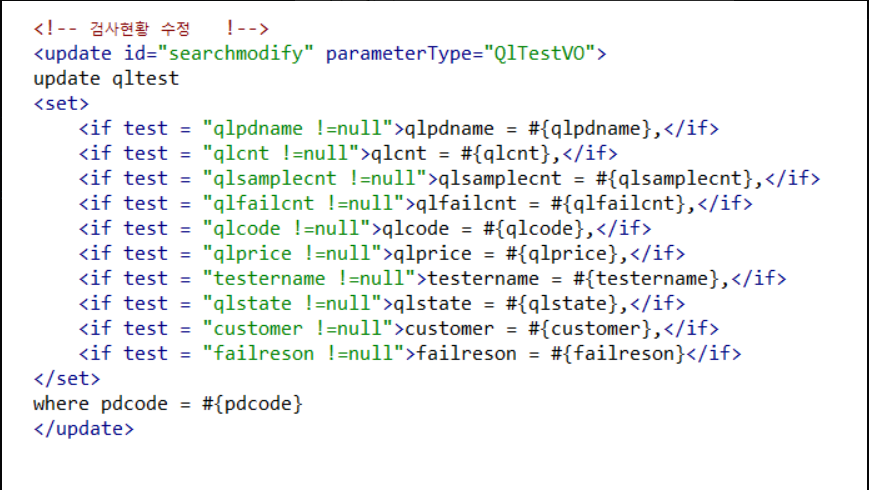 <!-- 검사현황 수정   !-->
<update id="searchmodify" parameterType="QlTestVO">
update qltest
<set>
    <if test = "qlpdname !=null">qlpdname = #{qlpdname},</if>
    <if test = "qlcnt !=null">qlcnt = #{qlcnt},</if>
    <if test = "qlsamplecnt !=null">qlsamplecnt = #{qlsamplecnt},</if>
    <if test = "qlfailcnt !=null">qlfailcnt = #{qlfailcnt},</if>
    <if test = "qlcode !=null">qlcode = #{qlcode},</if>
    <if test = "qlprice !=null">qlprice = #{qlprice},</if>
    <if test = "testername !=null">testername = #{testername},</if>
    <if test = "qlstate !=null">qlstate = #{qlstate},</if>
    <if test = "customer !=null">customer = #{customer},</if>
    <if test = "failreson !=null">failreson = #{failreson}</if>
</set>
where pdcode = #{pdcode}
</update>